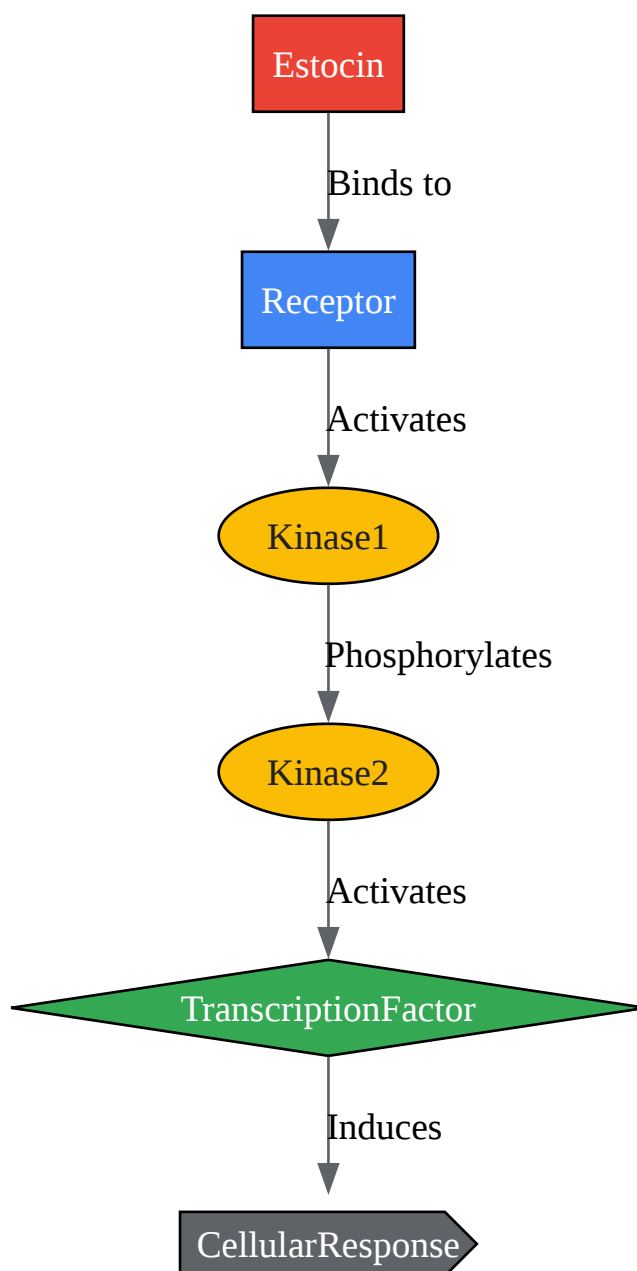 Estocin
Binds to
Receptor
Activates
Kinase1
Phosphorylates
Kinase2
Activates
TranscriptionFactor
Induces
CellularResponse